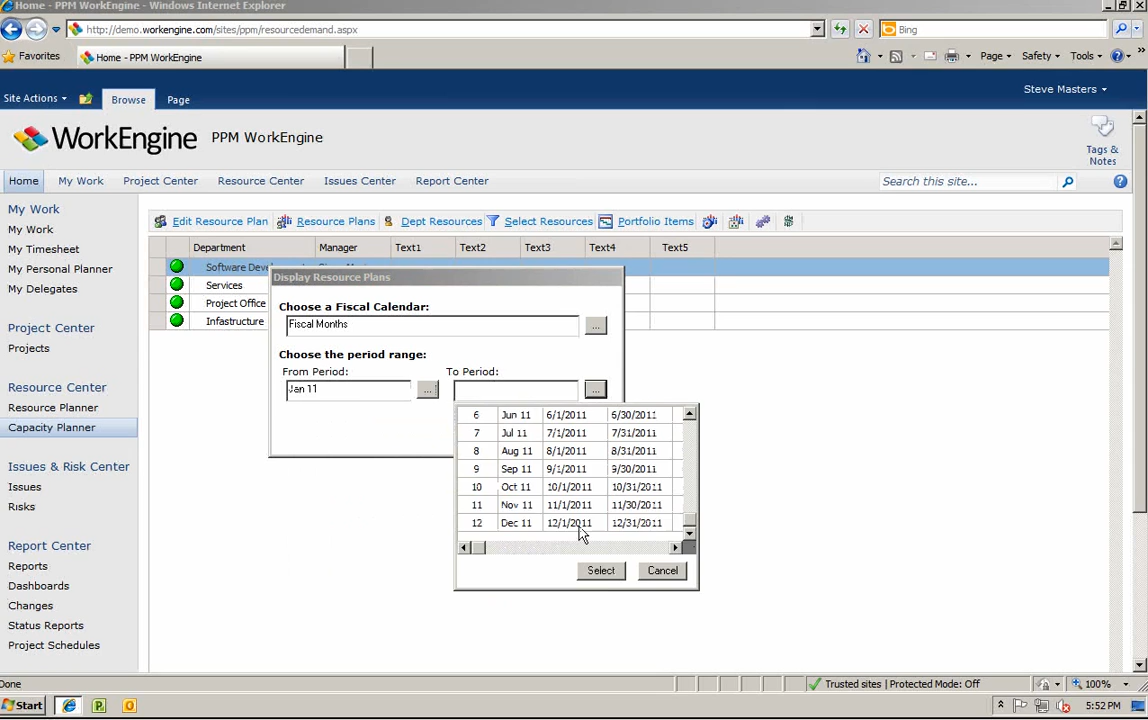 Home - PPM WorkEngine - Windows Internet Explorer
http://demo.workengine.com/sites/ppm/resourcedemand.aspx
Bing
Favorites
Home - PPM WorkEngine
Page
Safety
Tools
Steve Masters
Site Actions
Browse
Page
WorkEngine
PPM WorkEngine
Tags & Notes
Home
My Work
Project Center
Resource Center
Issues Center
Report Center
Search this site...
My Work
My Work
My Timesheet
My Personal Planner
My Delegates
Project Center
Projects
Resource Center
Resource Planner
Capacity Planner
Issues & Risk Center
Issues
Risks
Report Center
Reports
Dashboards
Changes
Status Reports
Project Schedules
Edit Resource Plan
Resource Plans
Dept Resources
Select Resources
Portfolio Items
Department Manager Text1 Text2 Text3 Text4 Text5
Software Deve
Services
Project Office
Infastructure
Display Resource Plans
Choose a Fiscal Calendar:
Fiscal Months
...
Choose the period range:
From Period:
To Period:
Jan 11
...
...
6 Jun 11 6/1/2011 6/30/2011
7 Jul 11 7/1/2011 7/31/2011
8 Aug 11 8/1/2011 8/31/2011
9 Sep 11 9/1/2011 9/30/2011
10 Oct 11 10/1/2011 10/31/2011
11 Nov 11 11/1/2011 11/30/2011
12 Dec 11 12/1/2011 12/31/2011
Select
Cancel
Done
Trusted sites | Protected Mode: Off
100%
Start
5:52 PM